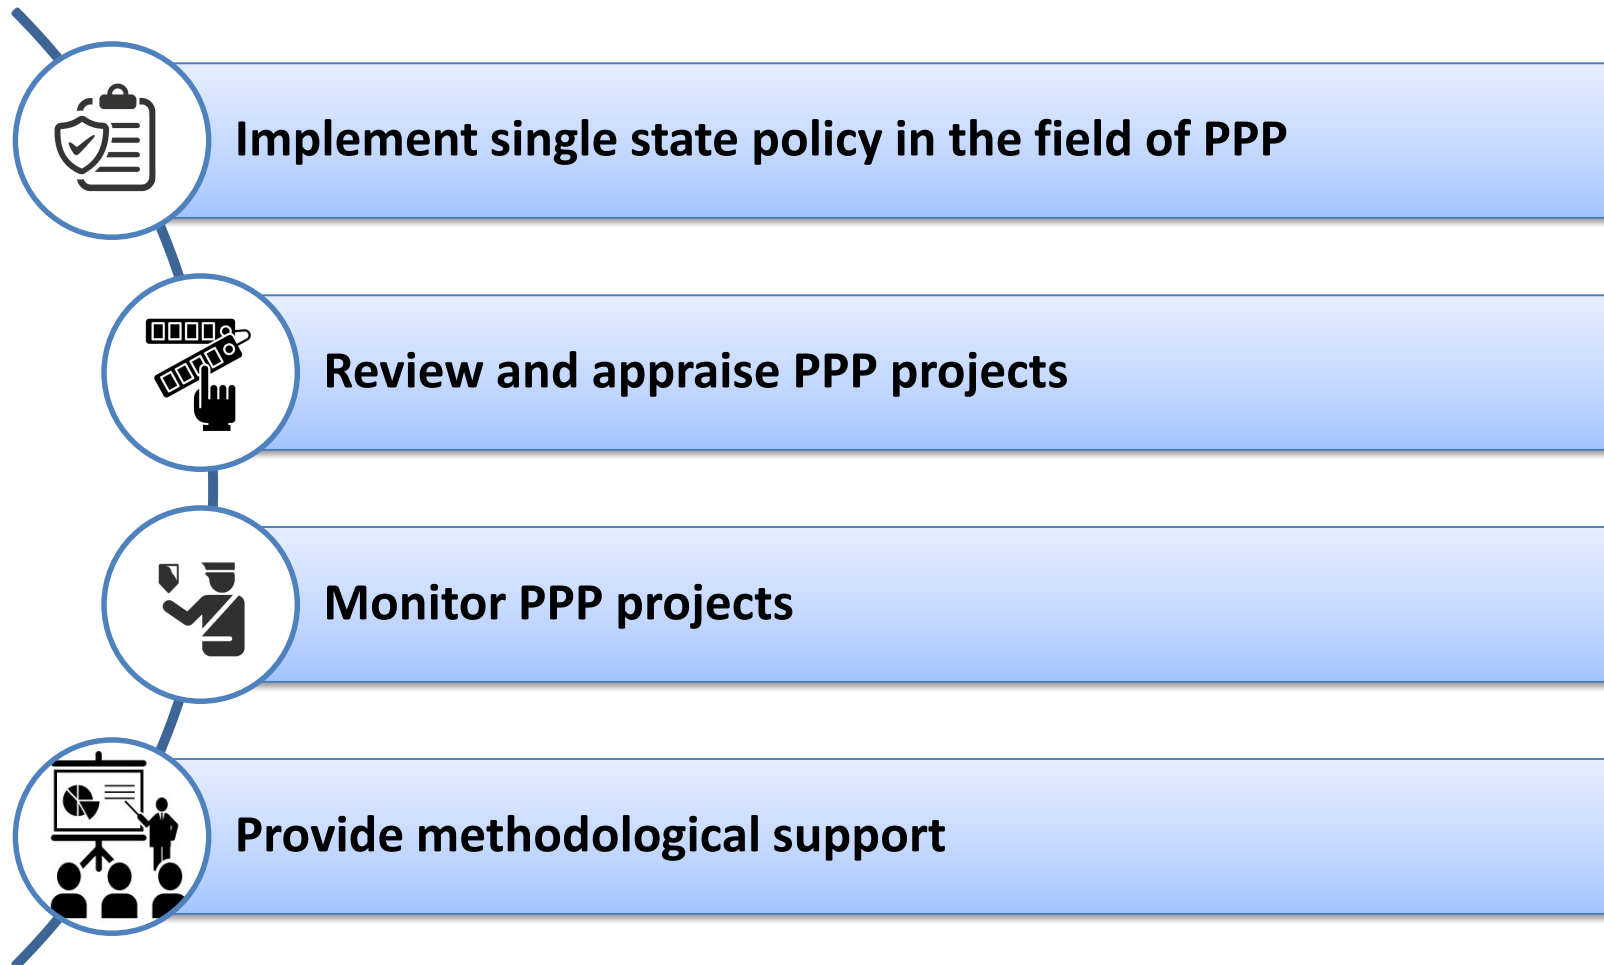 Implement single state policy in the field of PPP
Review and appraise PPP projects
Monitor PPP projects
Provide methodological support